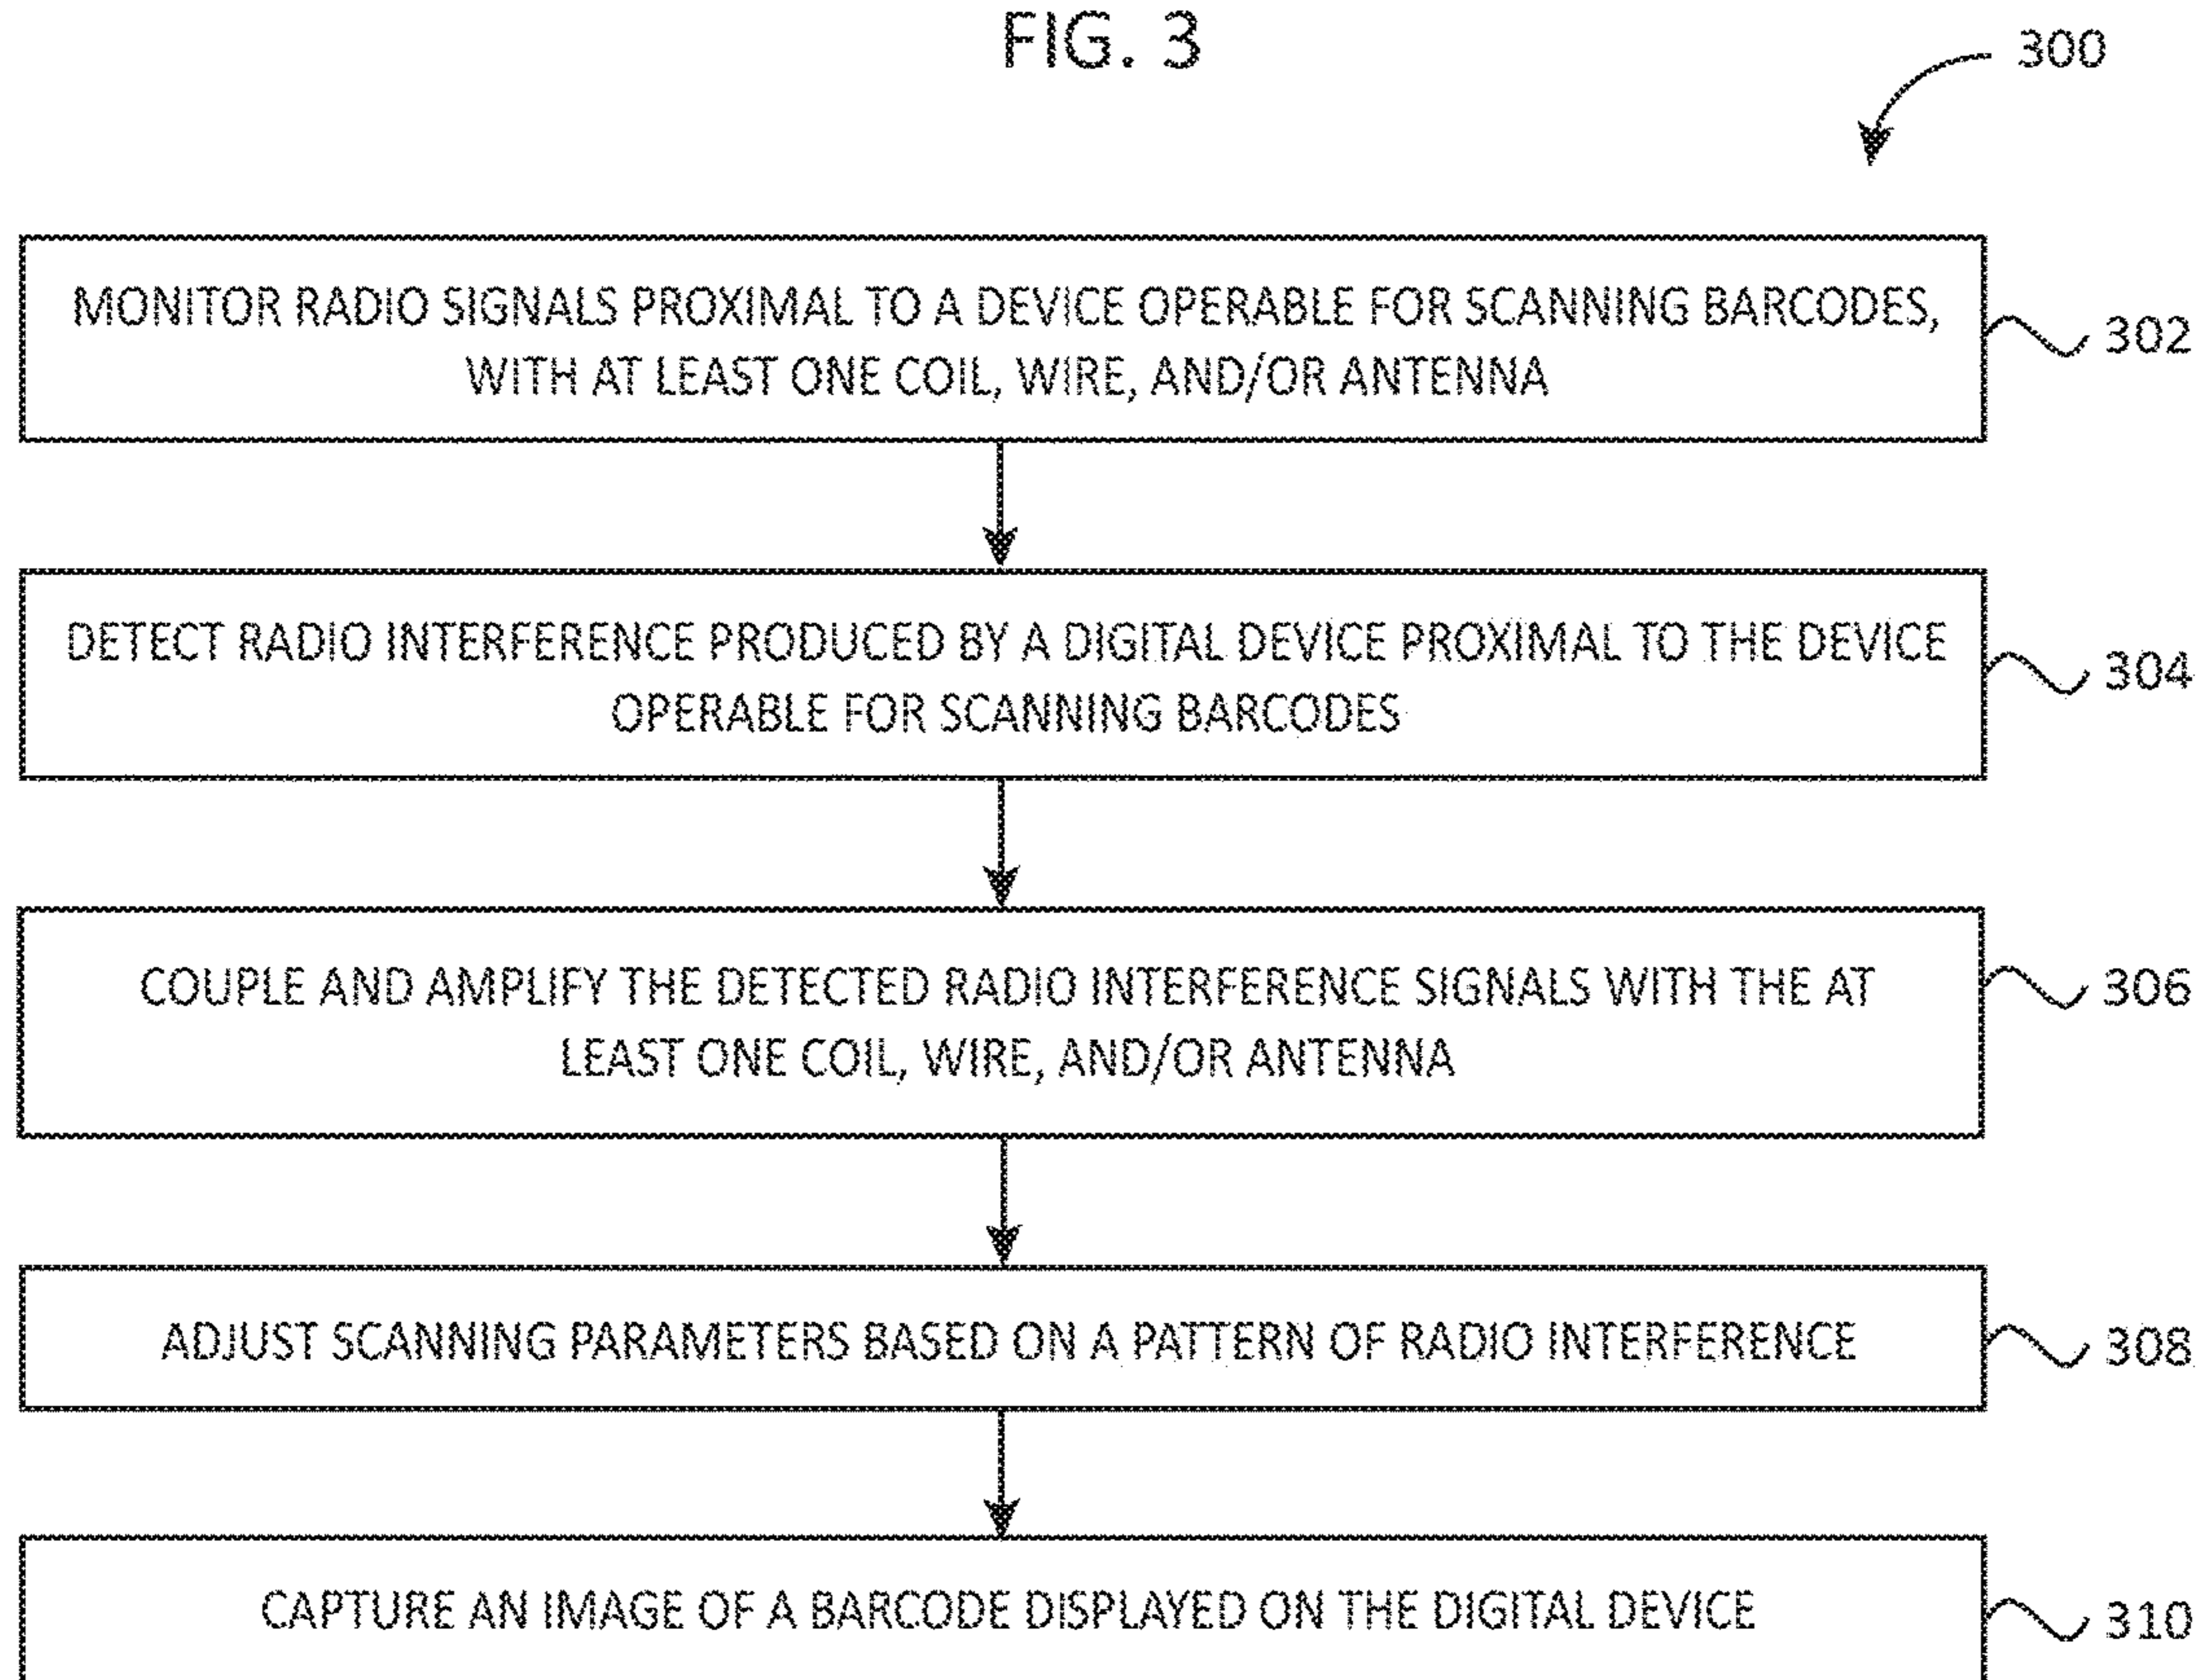 FIG. 3
300
MONITOR RADIO SIGNALS PROXIMAL TO A DEVICE OPERABLE FOR SCANNING BARCODES,
WITH AT LEAST ONE COIL, WIRE, AND/OR ANTENNA
302
DETECT RADIO INTERFERENCE PRODUCED BY A DIGITAL DEVICE PROXIMAL TO THE DEVICE
OPERABLE FOR SCANNING BARCODES
304
COUPLE AND AMPLIFY THE DETECTED RADIO INTERFERENCE SIGNALS WITH THE AT
LEAST ONE COIL, WIRE, AND/OR ANTENNA
306
ADJUST SCANNING PARAMETERS BASED ON A PATTERN OF RADIO INTERFERENCE
308
CAPTURE AN IMAGE OF A BARCODE DISPLAYED ON THE DIGITAL DEVICE
310